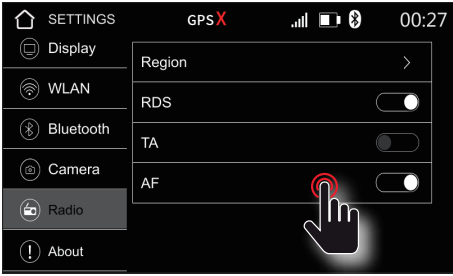 SETTINGS GPS X 00:27
Display
WLAN
Bluetooth
Camera
Radio
About
Region
RDS
TA
AF